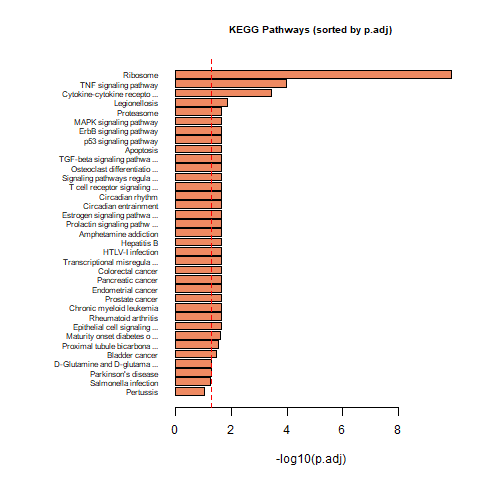 KEGG Pathways (sorted by p.adj)
Ribosome
TNF signaling pathway
Cytokine-cytokine recepto ...
Legionellosis
Proteasome
MAPK signaling pathway
ErbB signaling pathway
p53 signaling pathway
Apoptosis
TGF-beta signaling pathwa ...
Osteoclast differentiatio ...
Signaling pathways regula ...
T cell receptor signaling ...
Circadian rhythm
Circadian entrainment
Estrogen signaling pathwa ...
Prolactin signaling pathw ...
Amphetamine addiction
Hepatitis B
HTLV-I infection
Transcriptional misregula ...
Colorectal cancer
Pancreatic cancer
Endometrial cancer
Prostate cancer
Chronic myeloid leukemia
Rheumatoid arthritis
Epithelial cell signaling ...
Maturity onset diabetes o ...
Proximal tubule bicarbona ...
Bladder cancer
D-Glutamine and D-glutama ...
Parkinson's disease
Salmonella infection
Pertussis
0 2 4 6 8
-log10(p.adj)